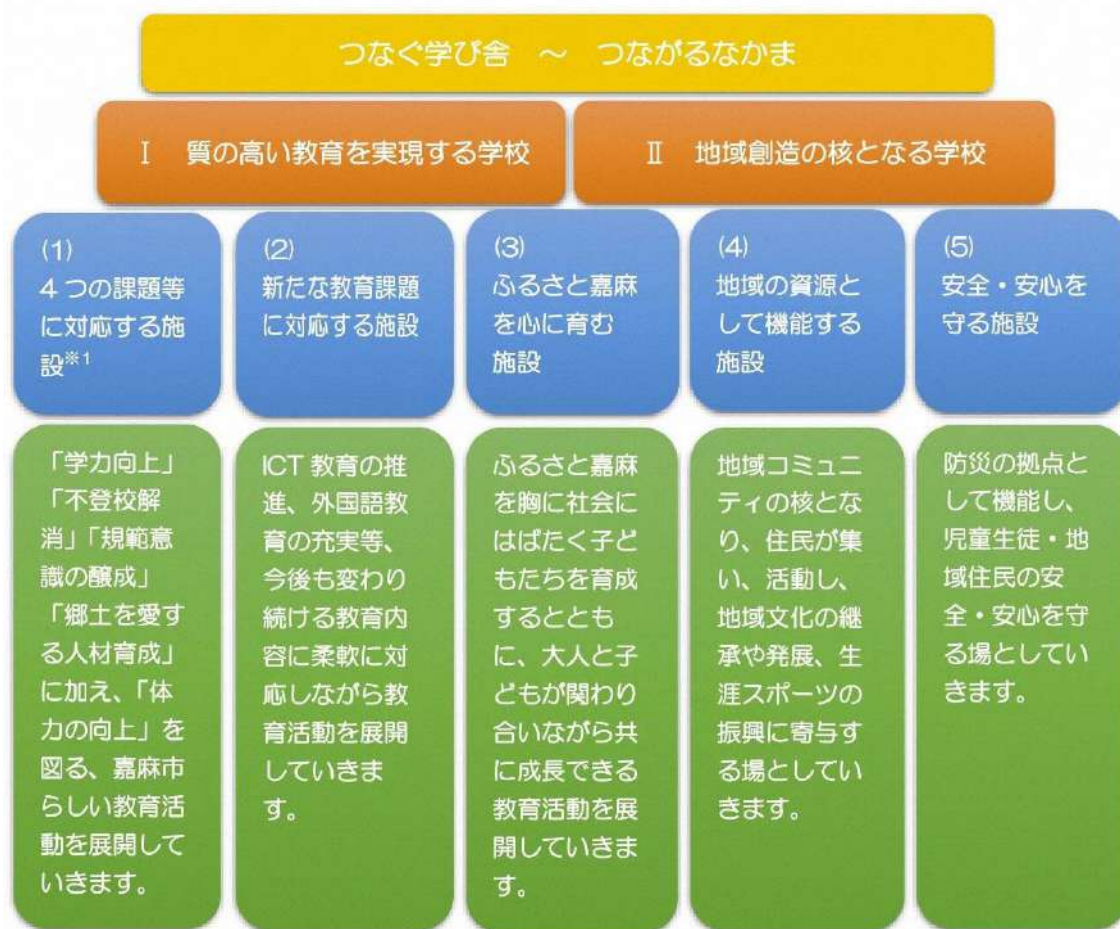 つなぐ学び舎 ～ つながるなかま
Ⅰ 質の高い教育を実現する学校
Ⅱ 地域創造の核となる学校
(1)
4つの課題等
に対応する施
設※1
(2)
新たな教育課題
に対応する施設
(3)
ふるさと嘉麻
を心に育む
施設
(4)
地域の資源と
して機能する
施設
(5)
安全・安心を
守る施設
「学力向上」
「不登校解
消」「規範意
識の醸成」
「郷土を愛す
る人材育成」
に加え、「体
力の向上」を
図る、嘉麻市
らしい教育活
動を展開して
いきます。
ICT 教育の推
進、外国語教
育の充実等、
今後も変わり
続ける教育内
容に柔軟に対
応しながら教
育活動を展開
していきま
す。
ふるさと嘉麻
を胸に社会に
はばたく子ど
もたちを育成
するととも
に、大人と子
どもが関わり
合いながら共
に成長できる
教育活動を展
開していきま
す。
地域コミュニ
ティの核とな
り、住民が集
い、活動し、
地域文化の継
承や発展、生
涯スポーツの
振興に寄与す
る場としてい
きます。
防災の拠点と
して機能し、
児童生徒・地
域住民の安
全・安心を守
る場としてい
きます。